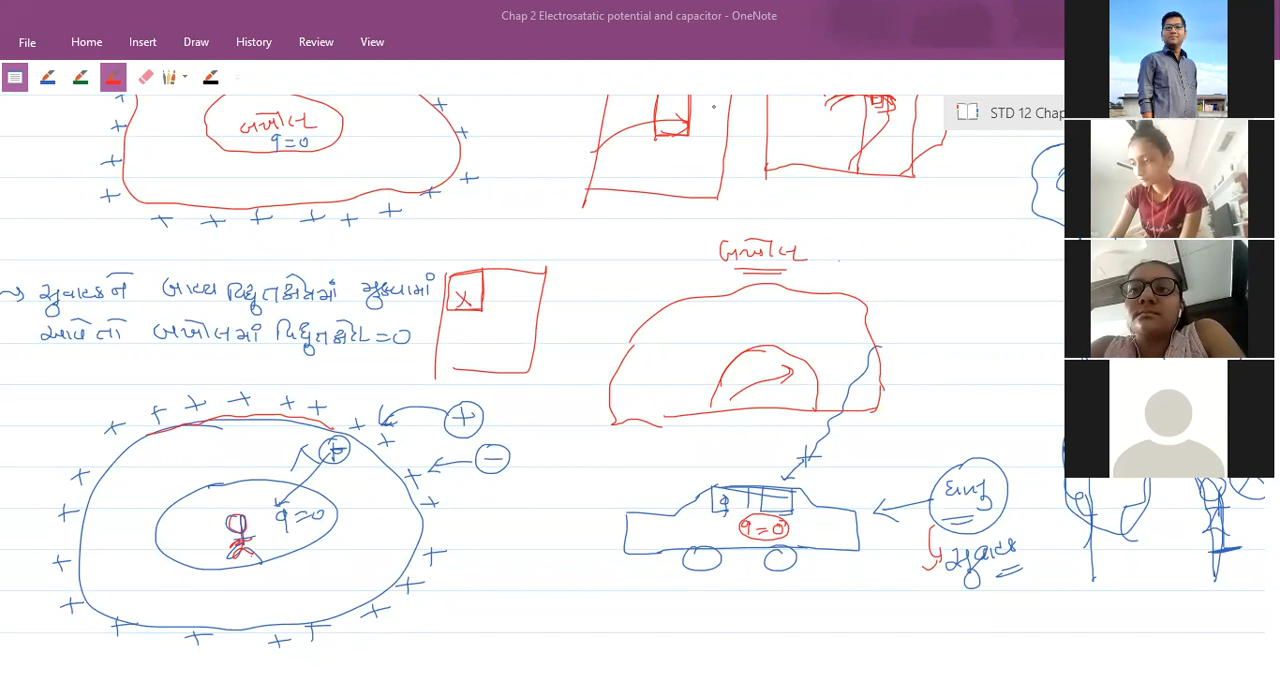 Chap 2 Electrosatatic potential and capacitor - OneNote
File Home Insert Draw History Review View
STD 12 Chap
બખોલ
q=0
બખોલ
→ સુવાહકને બાહ્ય વિદ્યુતક્ષેત્રમાં મુકવામાં
આવે તો બખોલમાં વિદ્યુતક્ષેત્ર=0
x
+
−
+
q=0
q=0
ધાતુ
સુવાહક